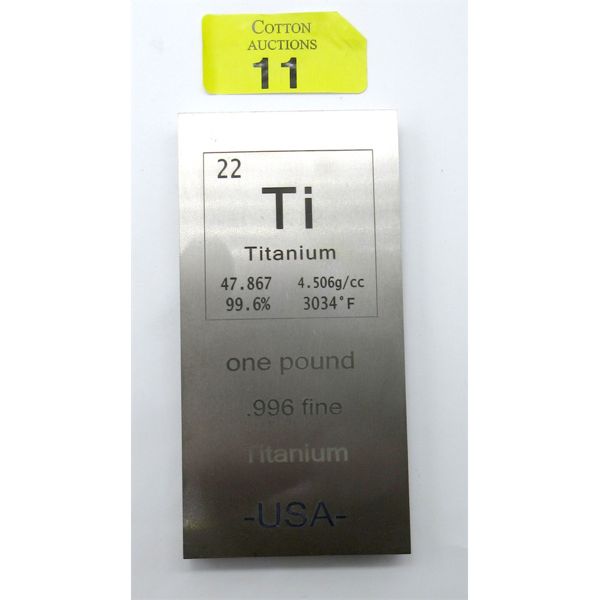 COTTON
AUCTIONS
11
22
Ti
Titanium
47.867 4.506g/cc
99.6% 3034°F
one pound
.996 fine
Titanium
-USA-